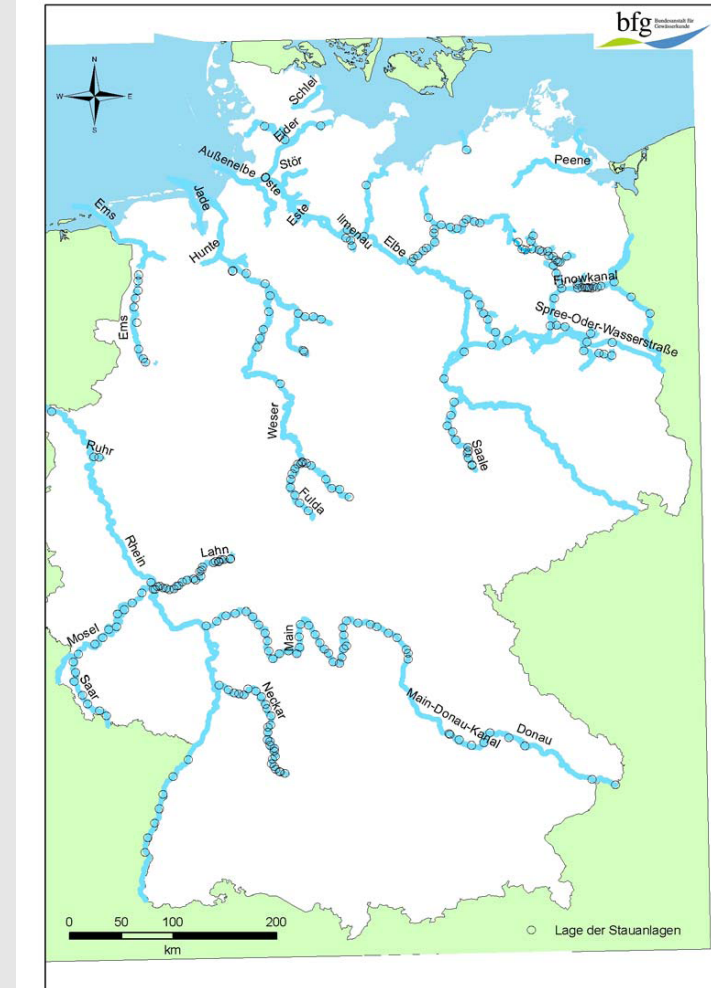 bfg Bundesanstalt für
Gewässerkunde
N
W E
S
Schlei
Eider
Stör
Außenelbe
Oste
Peene
Ems
Jade
Este
Ilmenau
Elbe
Hunte
Finowkanal
Spree-Oder-Wasserstraße
Ems
Weser
Ruhr
Saale
Fulda
Rhein
Lahn
Mosel
Main
Saar
Neckar
Main-Donau-Kanal
Donau
0 50 100 200
km
Lage der Stauanlagen